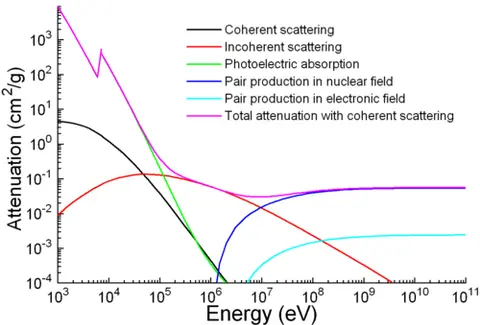 Coherent scattering
Incoherent scattering
Photoelectric absorption
Pair production in nuclear field
Pair production in electronic field
Total attenuation with coherent scattering
Attenuation (cm²/g)
10³
10²
10¹
10⁰
10⁻¹
10⁻²
10⁻³
10⁻⁴
10³ 10⁴ 10⁵ 10⁶ 10⁷ 10⁸ 10⁹ 10¹⁰ 10¹¹
Energy (eV)